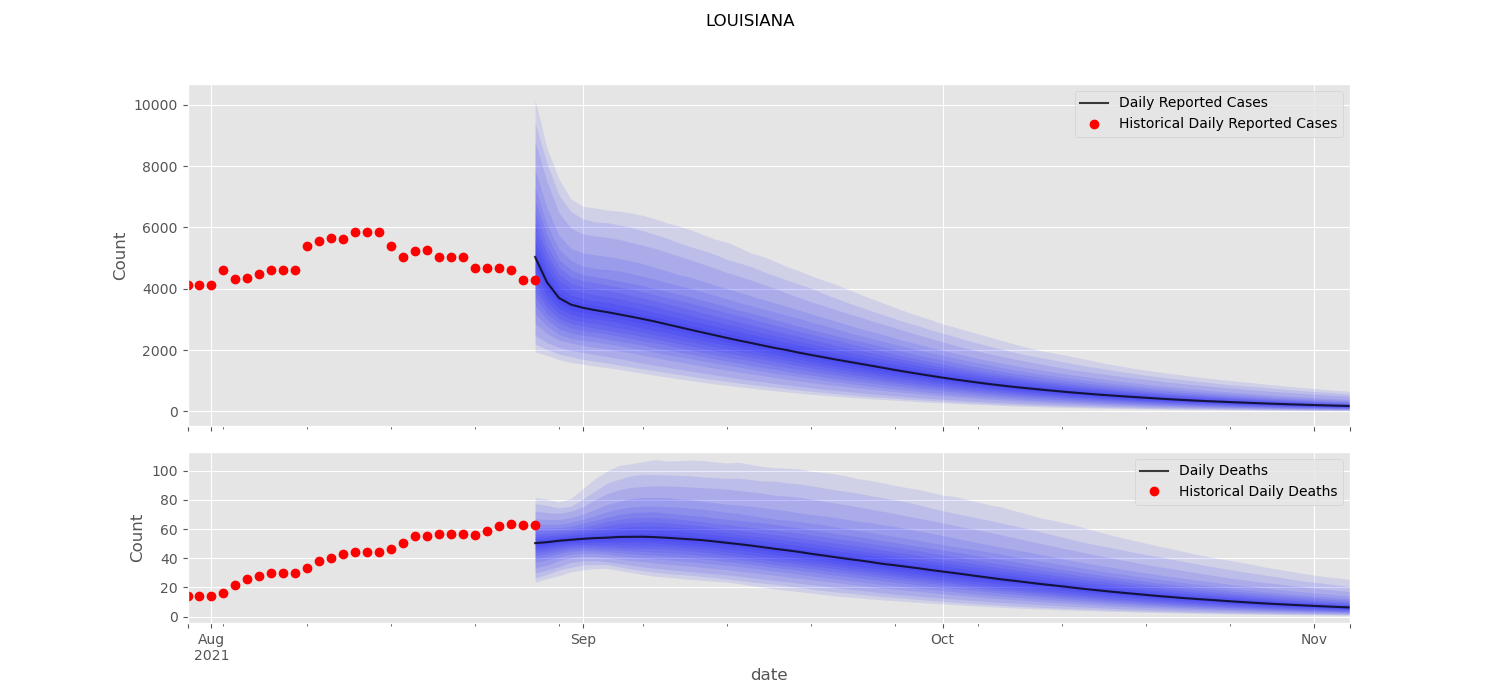 LOUISIANA
10000
8000
6000
4000
2000
0
Count
Daily Reported Cases
Historical Daily Reported Cases
100
80
60
40
20
0
Count
Daily Deaths
Historical Daily Deaths
Aug
2021
Sep
Oct
Nov
date